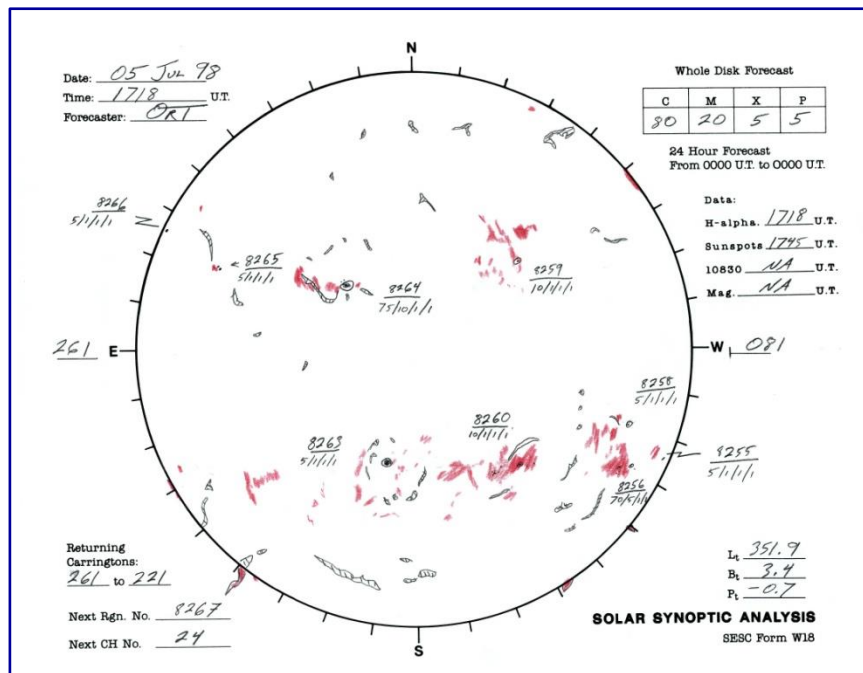 N
Date: 05 Jul 98
Time: 1718 U.T.
Forecaster: ORT
Whole Disk Forecast
C M X P
80 20 5 5
24 Hour Forecast
From 0000 U.T. to 0000 U.T.
Data:
H-alpha. 1718 U.T.
Sunspots 1745 U.T.
10830 NA U.T.
Mag. NA U.T.
8266
5/1/1/1
8265
5/1/1/1
8264
75/10/1/1
8259
10/1/1/1
261 E
W 081
8258
5/1/1/1
8263
5/1/1/1
8260
10/1/1/1
8255
5/1/1/1
8256
70/5/1/1
Returning
Carringtons:
261 to 221
Next Rgn. No. 8267
Next CH No. 24
S
Lt 351.9
Bt 3.4
Pt -0.7
SOLAR SYNOPTIC ANALYSIS
SESC Form W18